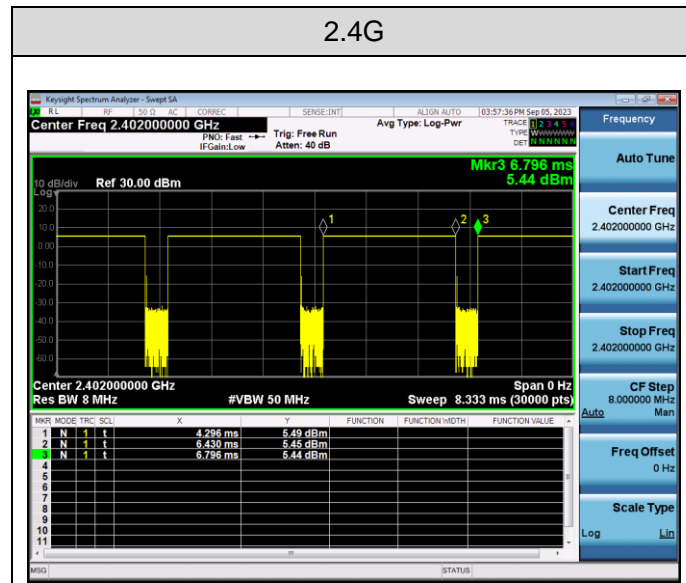 2.4G
Keysight Spectrum Analyzer - Swept SA
RL RF 50 Ω AC CORREC SENSE:INT ALIGN AUTO 03:57:36 PM Sep 05, 2023
Center Freq 2.402000000 GHz
PNO: Fast
IFGain:Low
Trig: Free Run
Atten: 40 dB
Avg Type: Log-Pwr
TRACE 1 2 3 4 5 6
TYPE W
DET N N N N N N
Mkr3 6.796 ms
5.44 dBm
10 dB/div Ref 30.00 dBm
Log
20.0
10.0
0.00
-10.0
-20.0
-30.0
-40.0
-50.0
-60.0
1
2
3
Center 2.402000000 GHz Span 0 Hz
Res BW 8 MHz #VBW 50 MHz Sweep 8.333 ms (30000 pts)
MKR MODE TRC SCL X Y FUNCTION FUNCTION WIDTH FUNCTION VALUE
1 N 1 t 4.296 ms 5.49 dBm
2 N 1 t 6.430 ms 5.45 dBm
3 N 1 t 6.796 ms 5.44 dBm
4
5
6
7
8
9
10
11
MSG STATUS
Frequency
Auto Tune
Center Freq
2.402000000 GHz
Start Freq
2.402000000 GHz
Stop Freq
2.402000000 GHz
CF Step
8.000000 MHz
Auto Man
Freq Offset
0 Hz
Scale Type
Log Lin